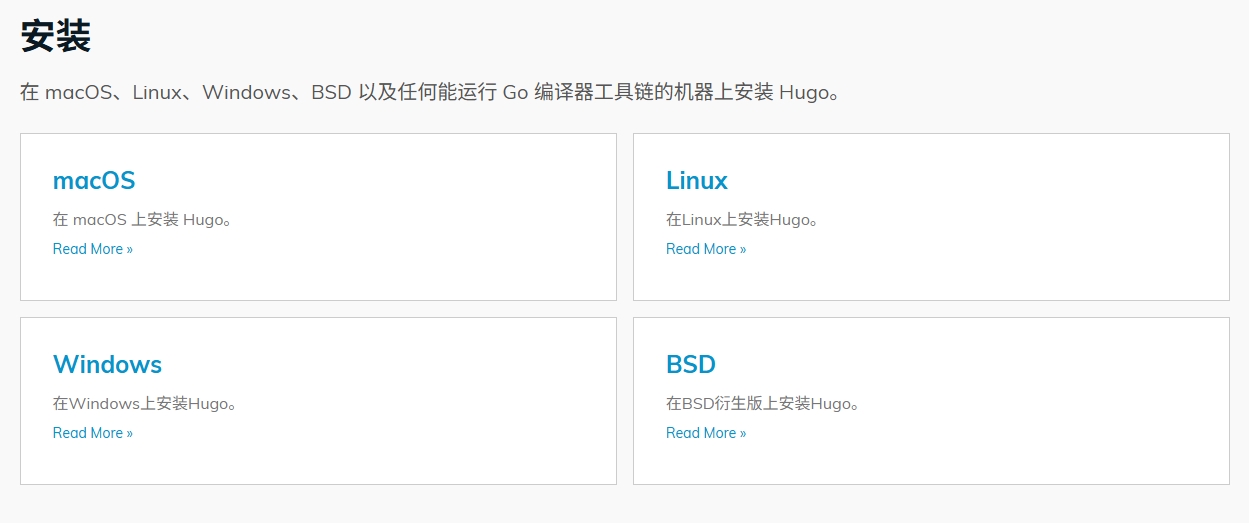 安装
在 macOS、Linux、Windows、BSD 以及任何能运行 Go 编译器工具链的机器上安装 Hugo。
macOS
在 macOS 上安装 Hugo。
Read More »
Linux
在Linux上安装Hugo。
Read More »
Windows
在Windows上安装Hugo。
Read More »
BSD
在BSD衍生版上安装Hugo。
Read More »